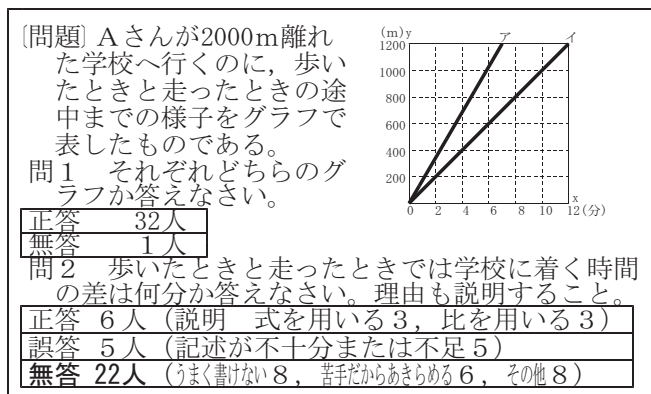 〔問題〕Ａさんが2000ｍ離れ
た学校へ行くのに，歩い
たときと走ったときの途
中までの様子をグラフで
表したものである。
問１　それぞれどちらのグ
ラフか答えなさい。
正答　32人
無答　１人
(m)y
ア
イ
1200
1000
800
600
400
200
0 2 4 6 8 10 12(分)
x
問２　歩いたときと走ったときでは学校に着く時間
の差は何分か答えなさい。理由も説明すること。
正答 ６人（説明　式を用いる３，比を用いる３）
誤答 ５人（記述が不十分または不足５）
無答 22人（うまく書けない８，苦手だからあきらめる６，その他８）